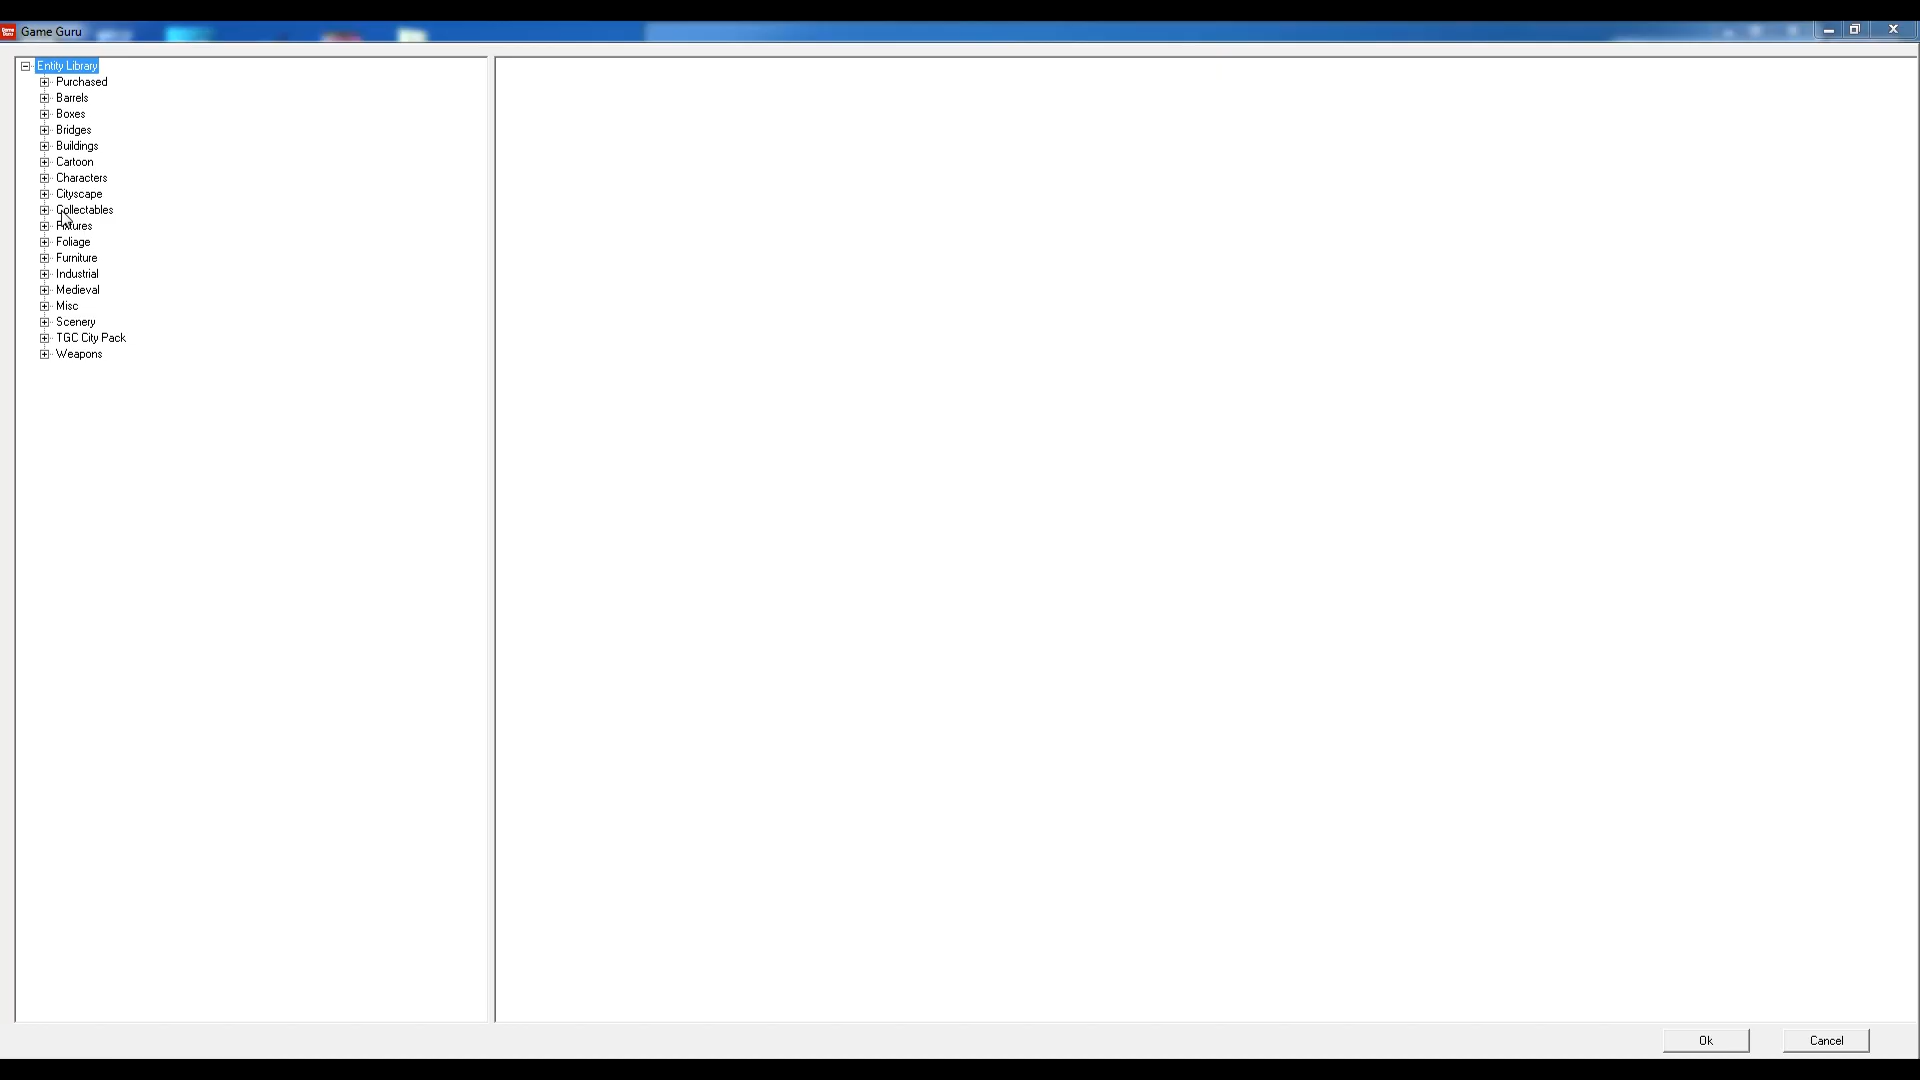 Game Guru
Entity Library
Purchased
Barrels
Boxes
Bridges
Buildings
Cartoon
Characters
Cityscape
Collectables
Fixtures
Foliage
Furniture
Industrial
Medieval
Misc
Scenery
TGC City Pack
Weapons
Ok
Cancel